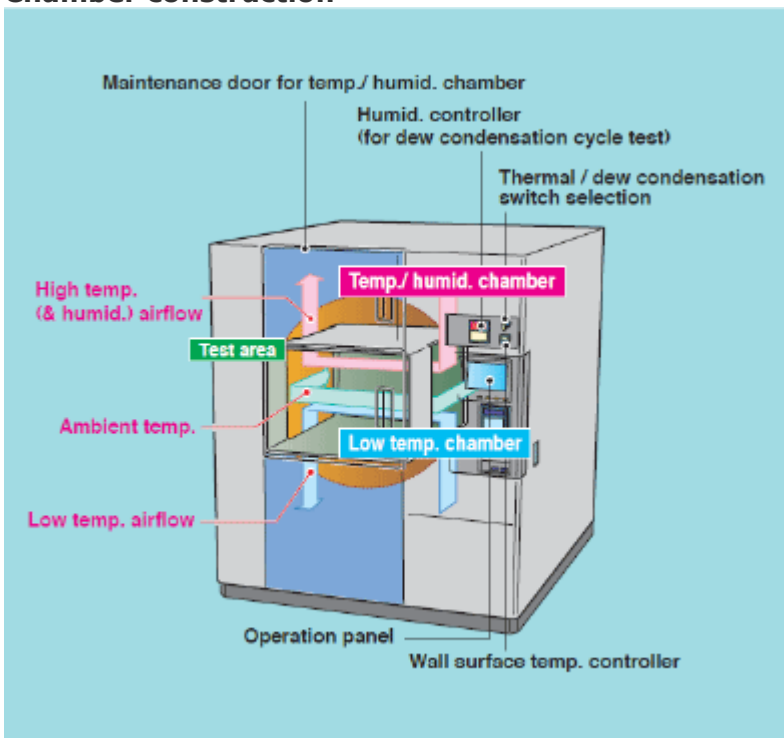 Chamber construction
Maintenance door for temp./ humid. chamber
Humid. controller
(for dew condensation cycle test)
Thermal / dew condensation
switch selection
Temp./ humid. chamber
High temp.
(& humid.) airflow
Test area
Ambient temp.
Low temp. chamber
Low temp. airflow
Operation panel
Wall surface temp. controller